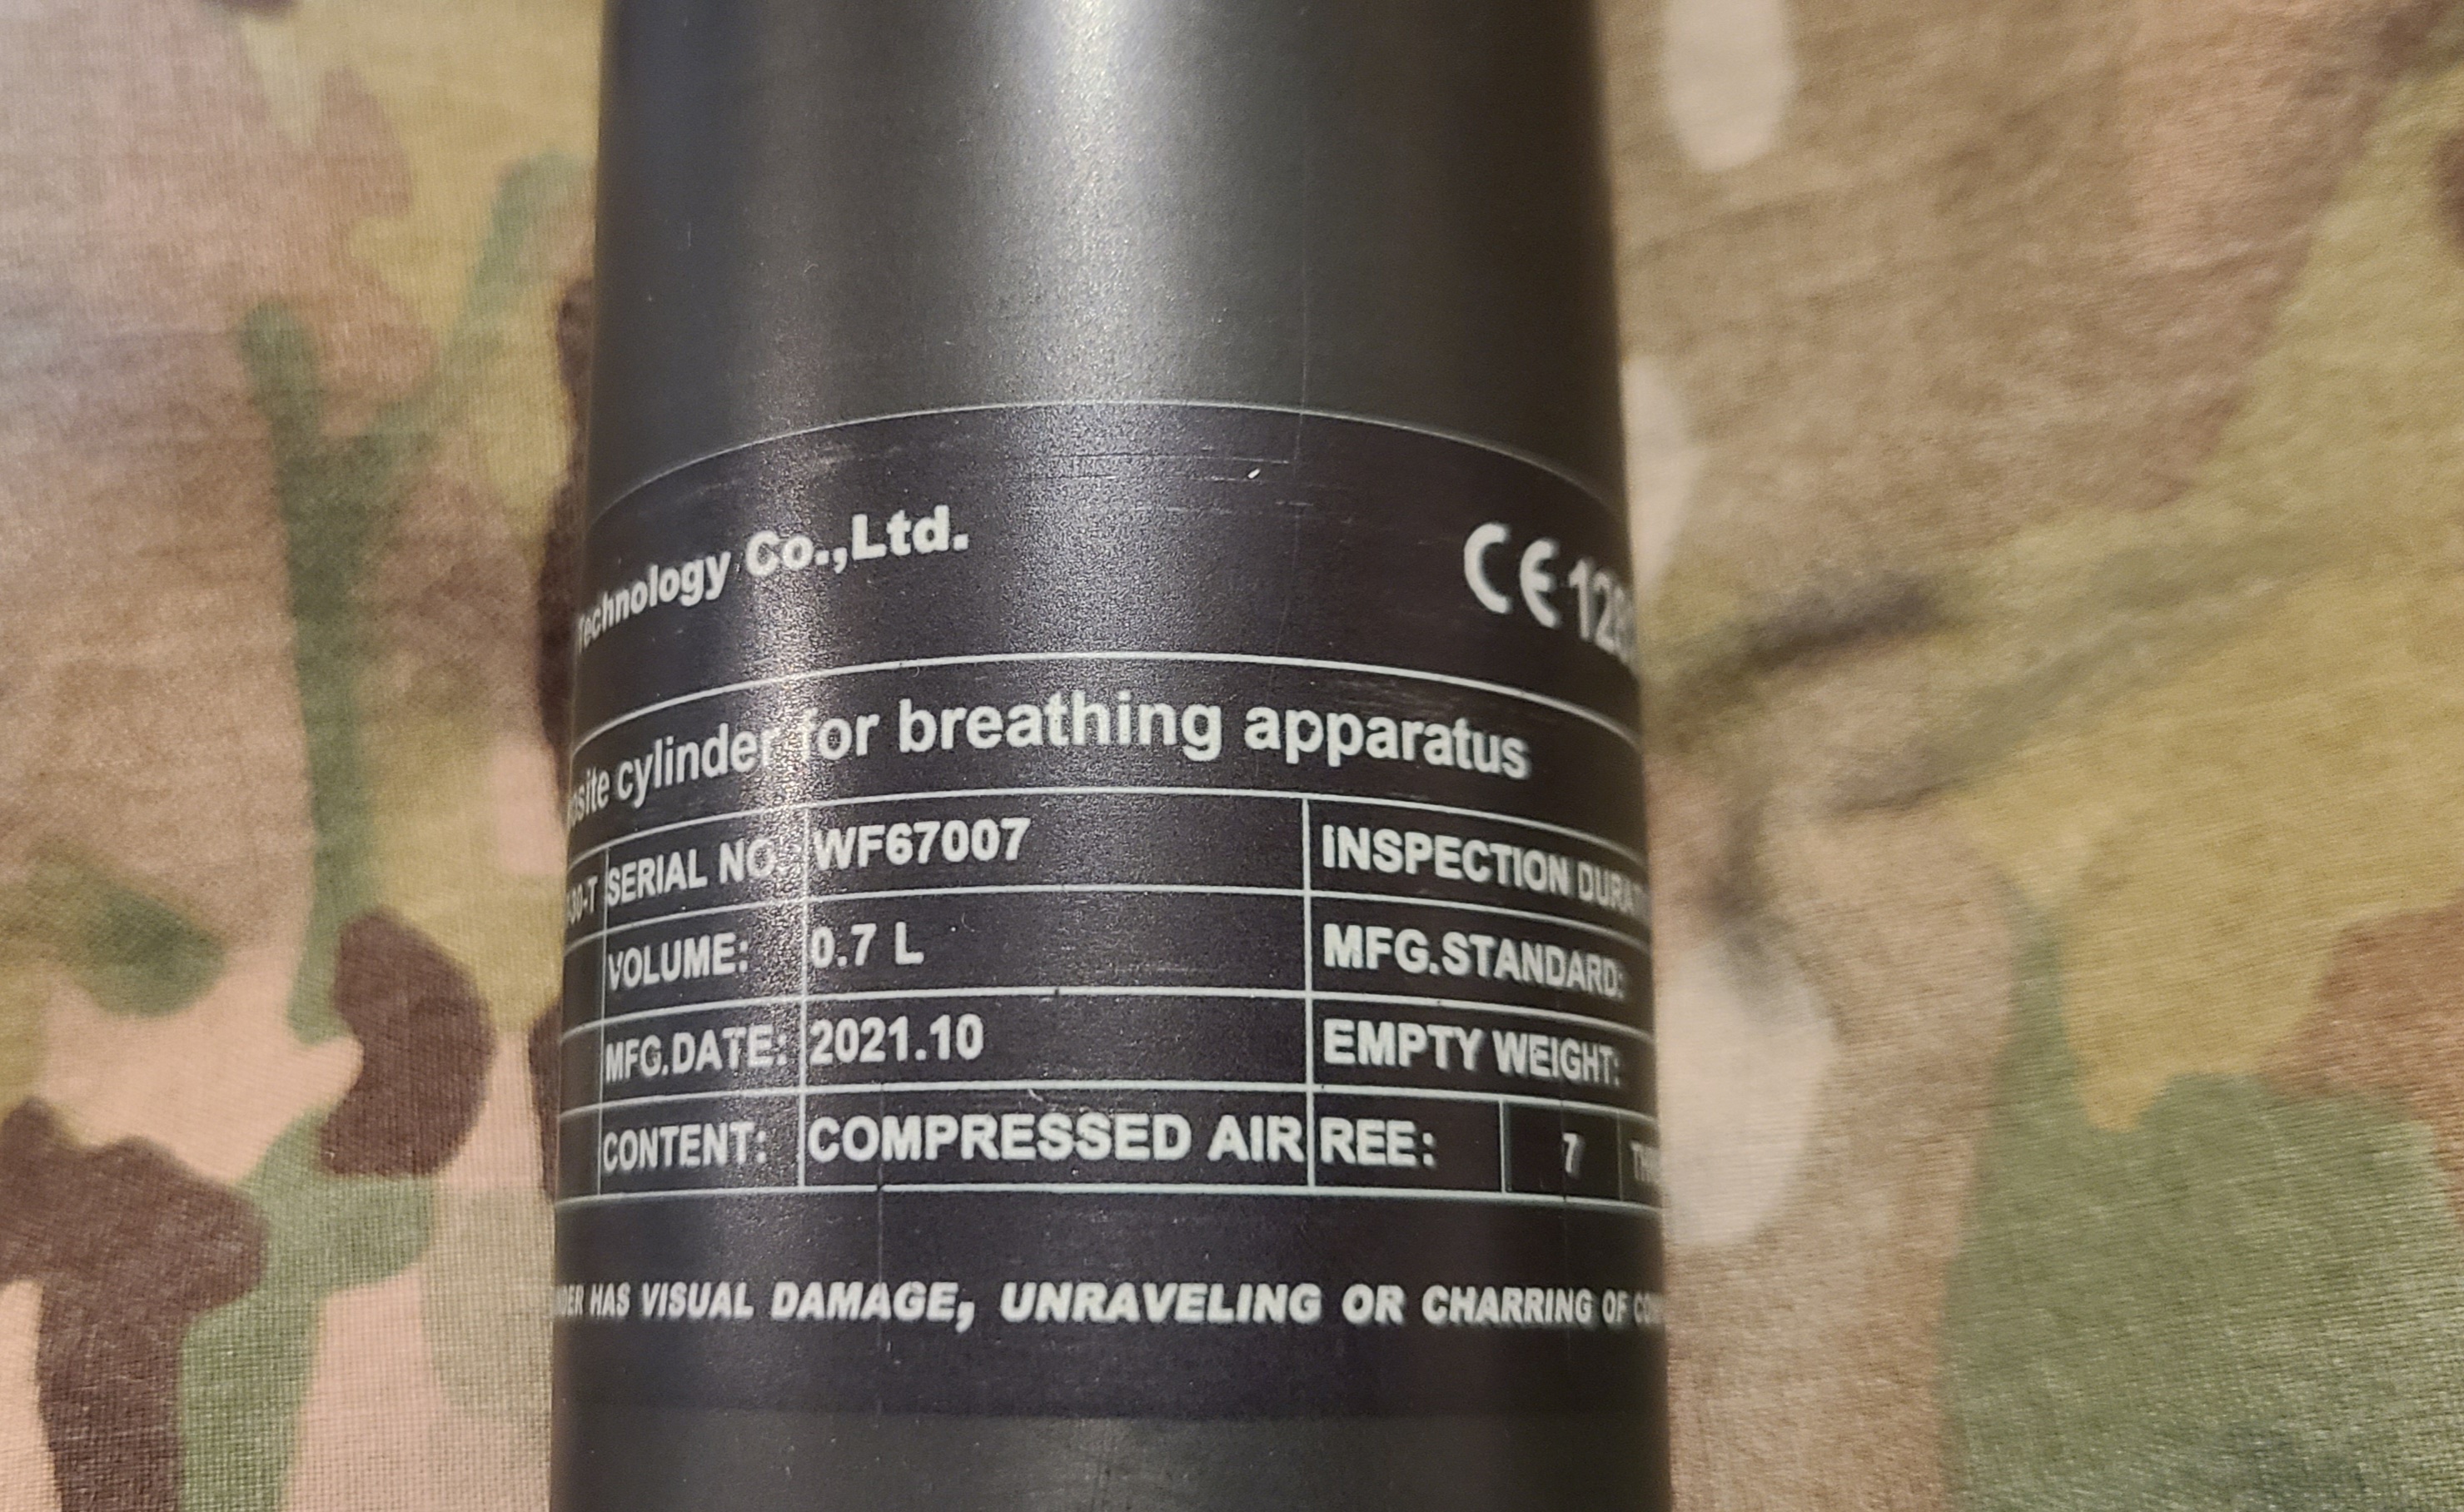 Technology Co.,Ltd. CE
cylinder for breathing apparatus
SERIAL NO. WF67007 INSPECTION
VOLUME: 0.7 L MFG.STANDARD:
MFG.DATE: 2021.10 EMPTY WEIGHT:
CONTENT: COMPRESSED AIR REE: 7
HAS VISUAL DAMAGE, UNRAVELING OR CHARRING OF